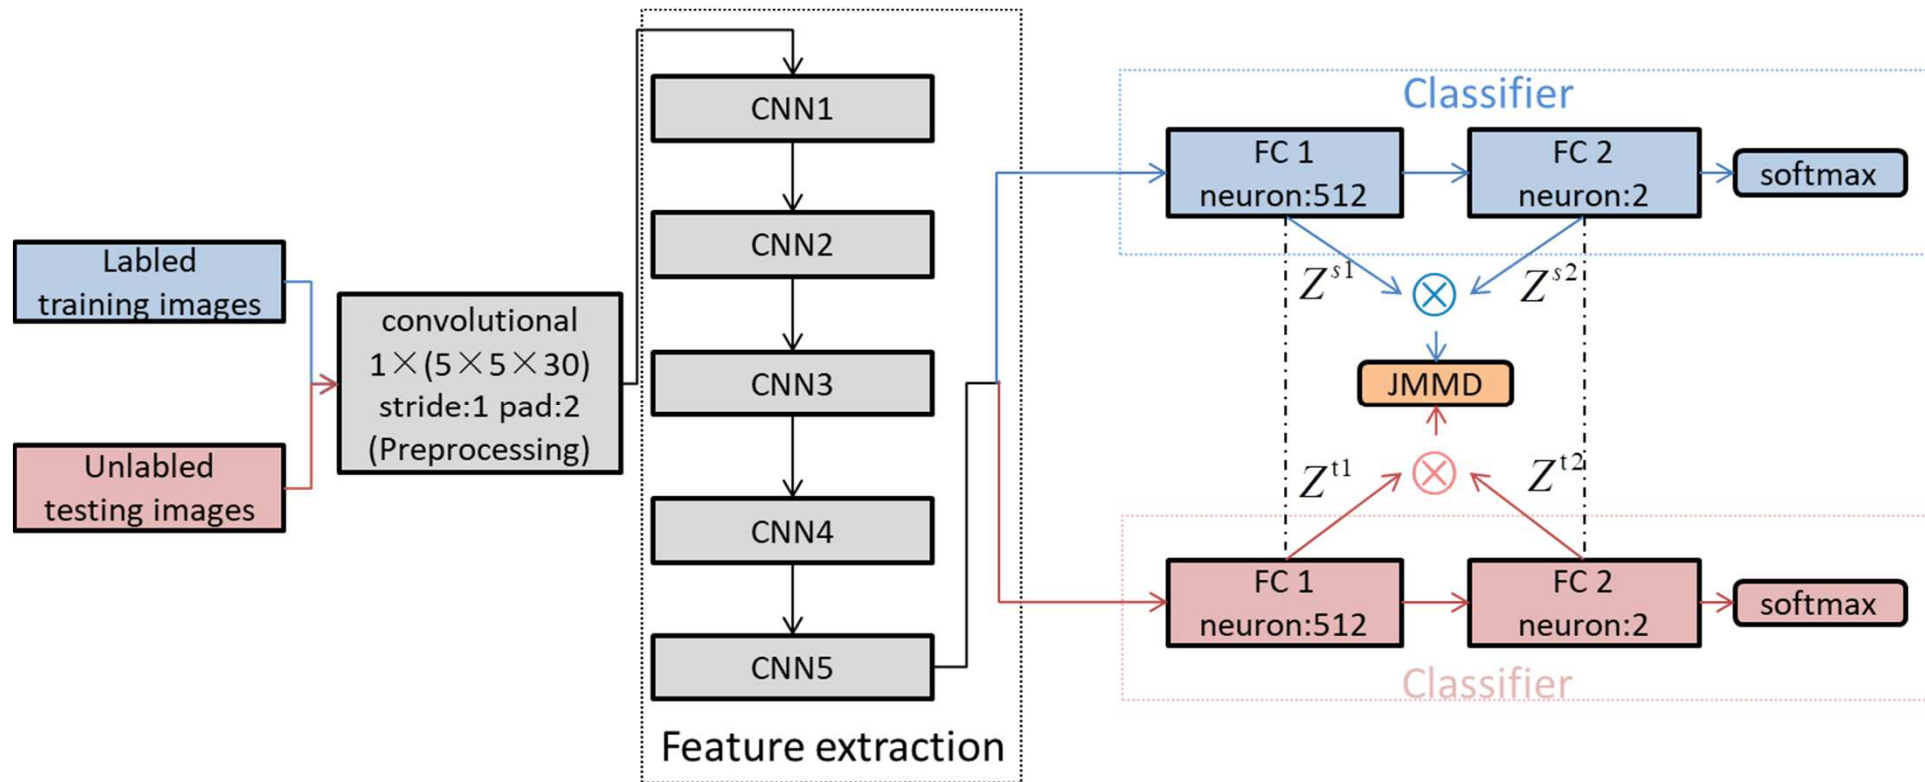 Labled
training images
Unlabled
testing images
convolutional
1×(5×5×30)
stride:1 pad:2
(Preprocessing)
CNN1
CNN2
CNN3
CNN4
CNN5
Feature extraction
Classifier
FC 1
neuron:512
FC 2
neuron:2
softmax
Z^{s1}
Z^{s2}
JMMD
Z^{t1}
Z^{t2}
FC 1
neuron:512
FC 2
neuron:2
softmax
Classifier